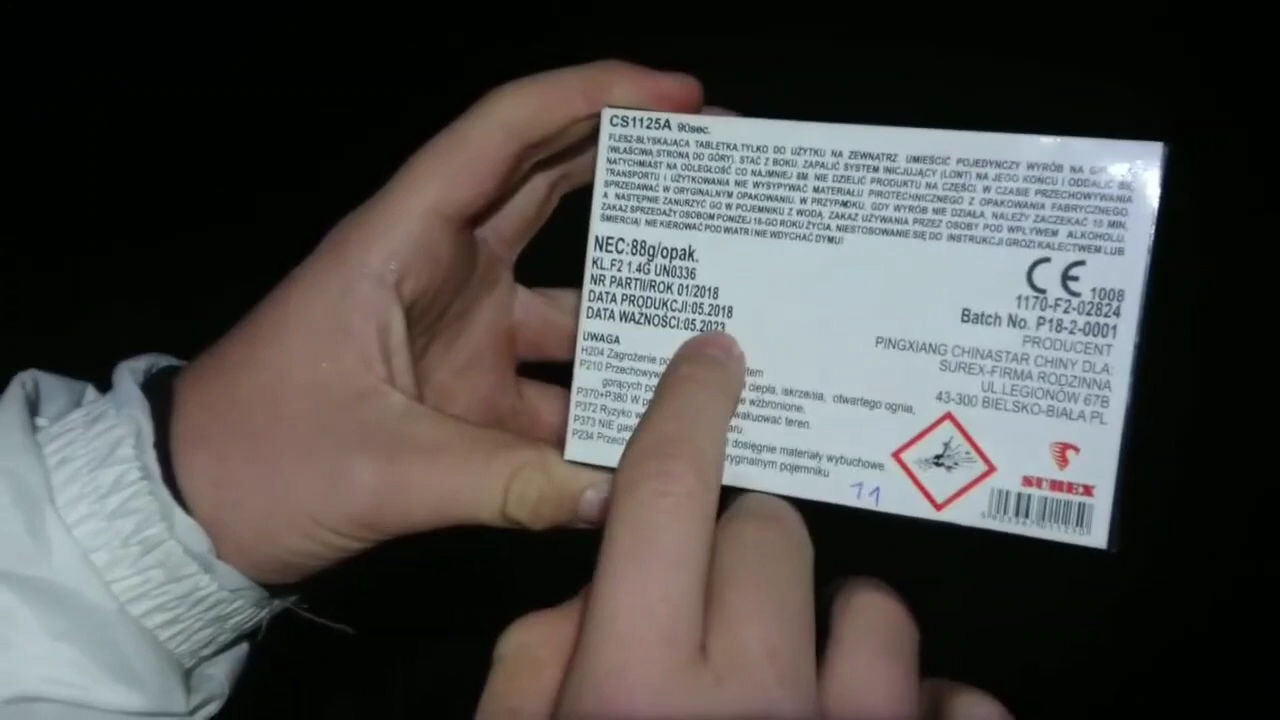 CS1125A 90sec.
FLESZ-BŁYSKAJĄCA TABLETKA.TYLKO DO UŻYTKU NA ZEWNĄTRZ. UMIEŚCIĆ POJEDYNCZY WYRÓB NA
(WŁAŚCIWĄ STRONĄ DO GÓRY). STAĆ Z BOKU. ZAPALIĆ SYSTEM INICJUJĄCY (LONT) NA JEGO KOŃCU I ODDALIĆ SIĘ
NATYCHMIAST NA ODLEGŁOŚĆ CO NAJMNIEJ 8M. NIE DZIELIĆ PRODUKTU NA CZĘŚCI. W CZASIE PRZECHOWYWANIA
TRANSPORTU I UŻYTKOWANIA NIE WYSYPYWAĆ MATERIAŁU PIROTECHNICZNEGO Z OPAKOWANIA FABRYCZNEGO.
SPRZEDAWAĆ W ORYGINALNYM OPAKOWANIU. W PRZYPADKU, GDY WYRÓB NIE DZIAŁA, NALEŻY ZACZEKAĆ 15 MIN,
A NASTĘPNIE ZANURZYĆ GO W POJEMNIKU Z WODĄ. ZAKAZ UŻYWANIA PRZEZ OSOBY POD WPŁYWEM ALKOHOLU.
ZAKAZ SPRZEDAŻY OSOBOM PONIŻEJ 18-GO ROKU ŻYCIA. NIESTOSOWANIE SIĘ DO INSTRUKCJI GROZI KALECTWEM LUB
ŚMIERCIĄ! NIE KIEROWAĆ POD WIATR I NIE WDYCHAĆ DYMU!
NEC:88g/opak.
KL.F2 1.4G UN0336
NR PARTII/ROK 01/2018
DATA PRODUKCJI:05.2018
DATA WAŻNOŚCI:05.2023
UWAGA
H204 Zagrożenie
P210 ciepła, iskrzenia, otwartego ognia,
gorących wzbronione.
P370+P380 W teren.
P372 Ryzyko
P373 NIE dosięgnie materiały wybuchowe
P234 pojemniku
CE 1008
1170-F2-02824
Batch No. P18-2-0001
PRODUCENT
PINGXIANG CHINASTAR CHINY DLA:
SUREX-FIRMA RODZINNA
UL.LEGIONÓW 67B
43-300 BIELSKO-BIAŁA PL
SUREX
11